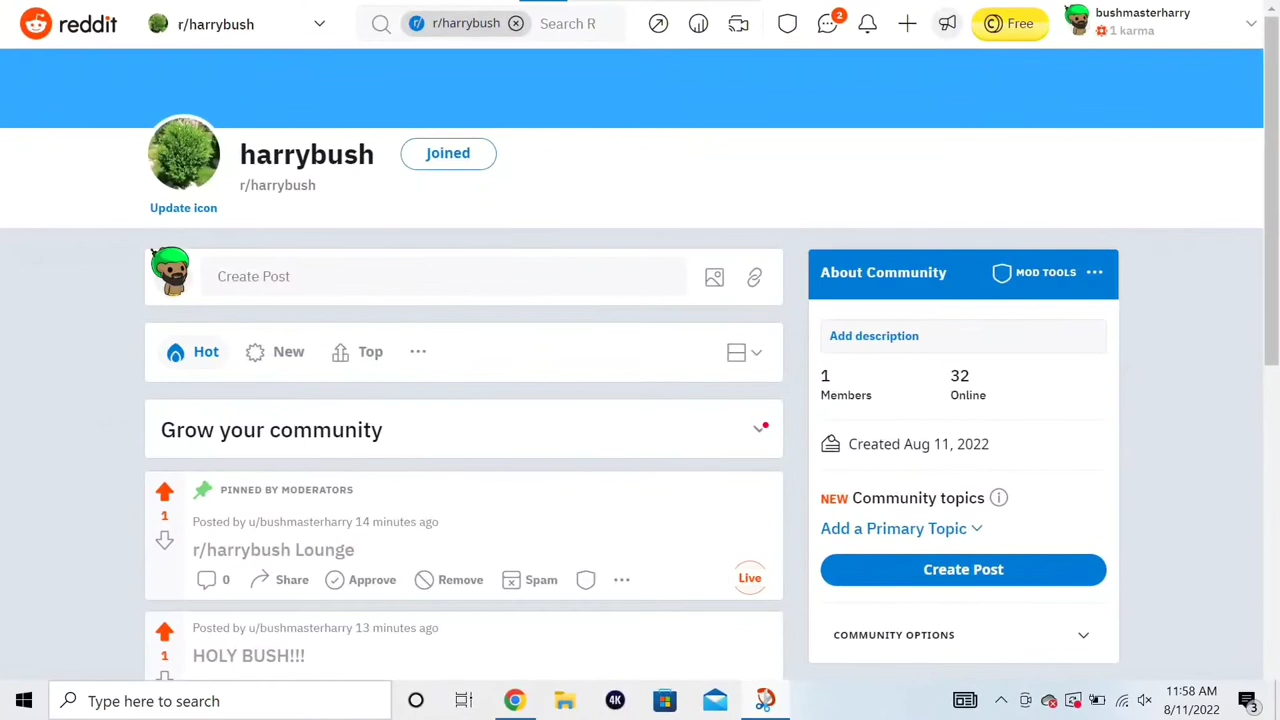 reddit r/harrybush r/harrybush Search R 2 Free bushmasterharry
1 karma
harrybush Joined
r/harrybush
Update icon
Create Post
About Community MOD TOOLS
Hot New Top
Add description
1 32
Members Online
Grow your community
Created Aug 11, 2022
PINNED BY MODERATORS
NEW Community topics
1 Posted by u/bushmasterharry 14 minutes ago
Add a Primary Topic
r/harrybush Lounge
0 Share Approve Remove Spam Live
Create Post
Posted by u/bushmasterharry 13 minutes ago
COMMUNITY OPTIONS
1 HOLY BUSH!!!
Type here to search 4K 11:58 AM
8/11/2022 3